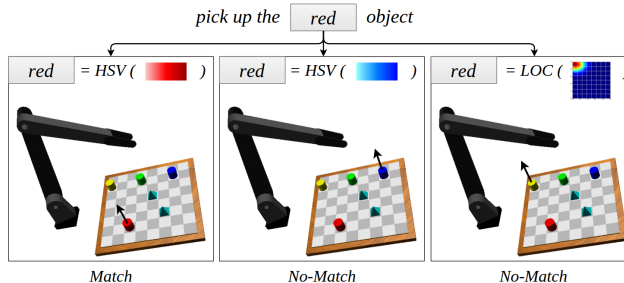 pick up the red object
red = HSV ( )
red = HSV ( )
red = LOC ( )
Match
No-Match
No-Match